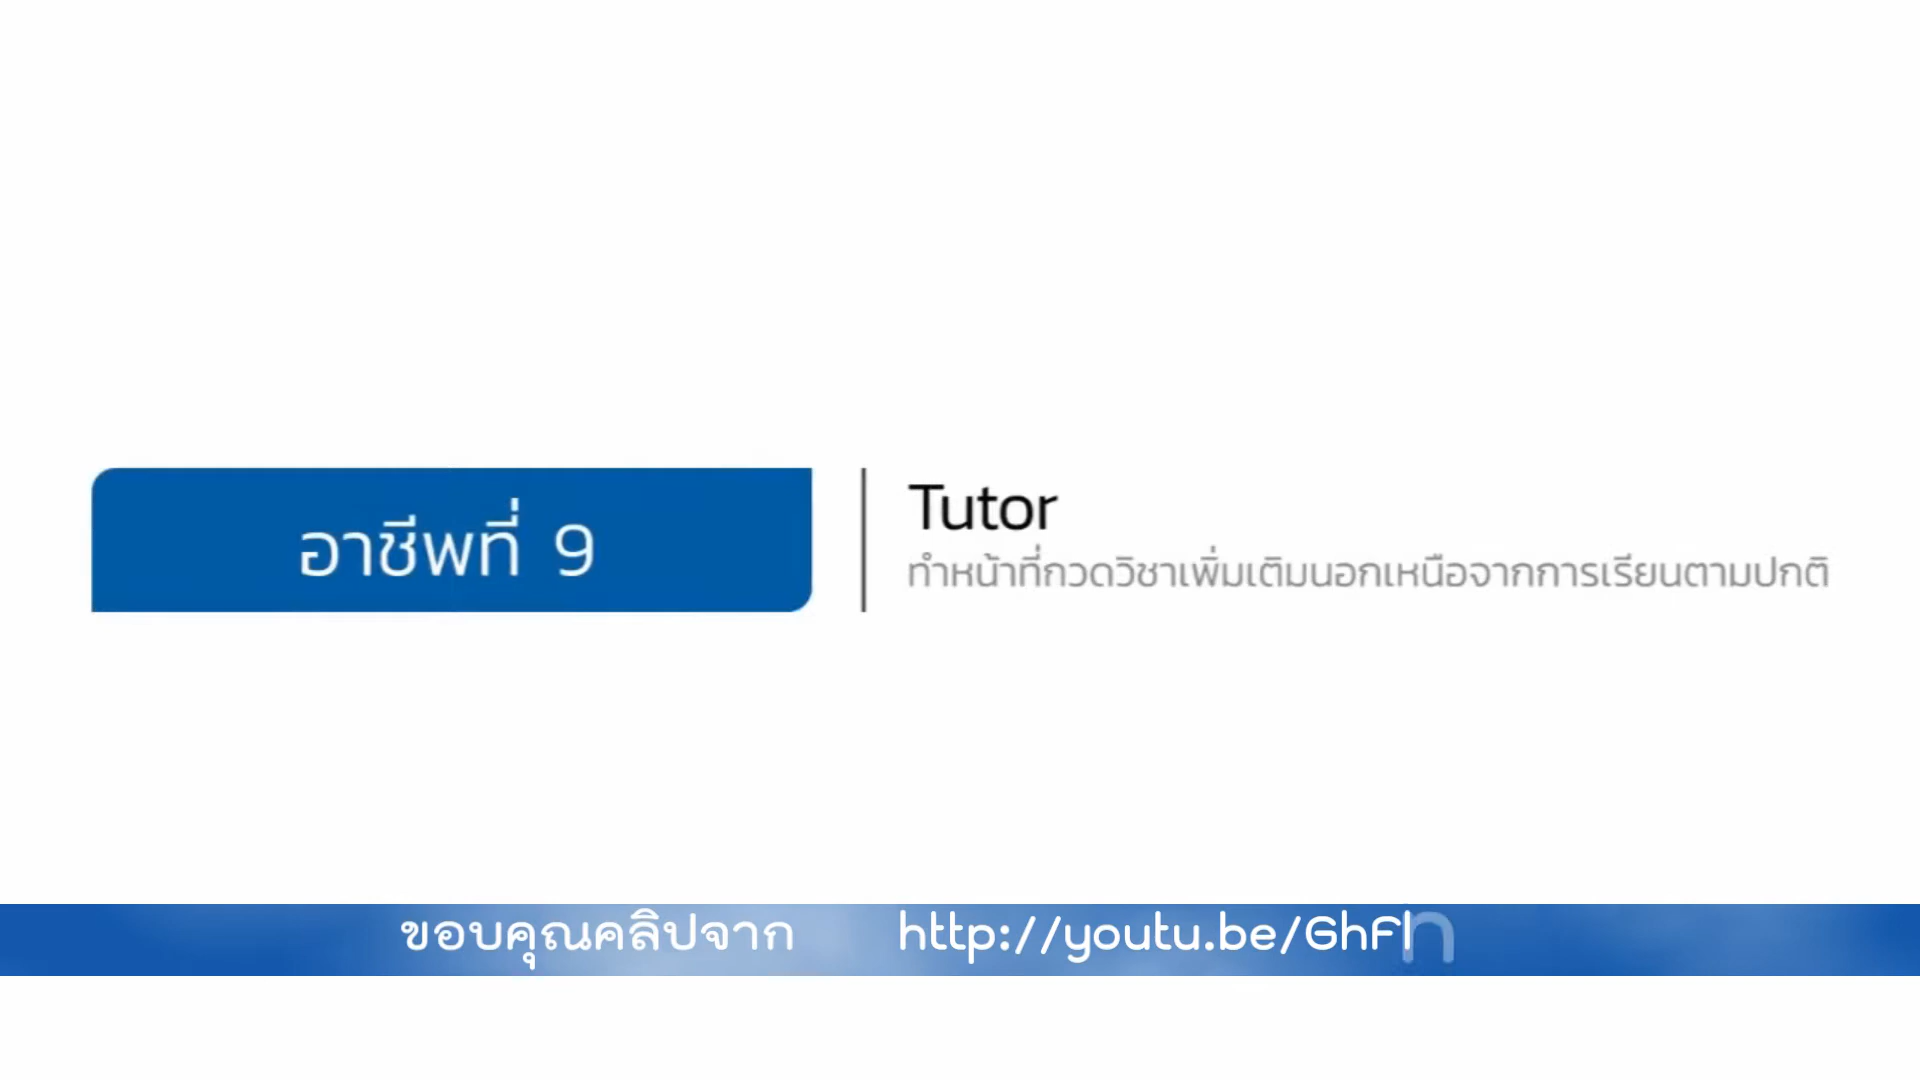 อาชีพที่ 9
Tutor
ทำหน้าที่กวดวิชาเพิ่มเติมนอกเหนือจากการเรียนตามปกติ
ขอบคุณคลิปจาก http://youtu.be/GhFl